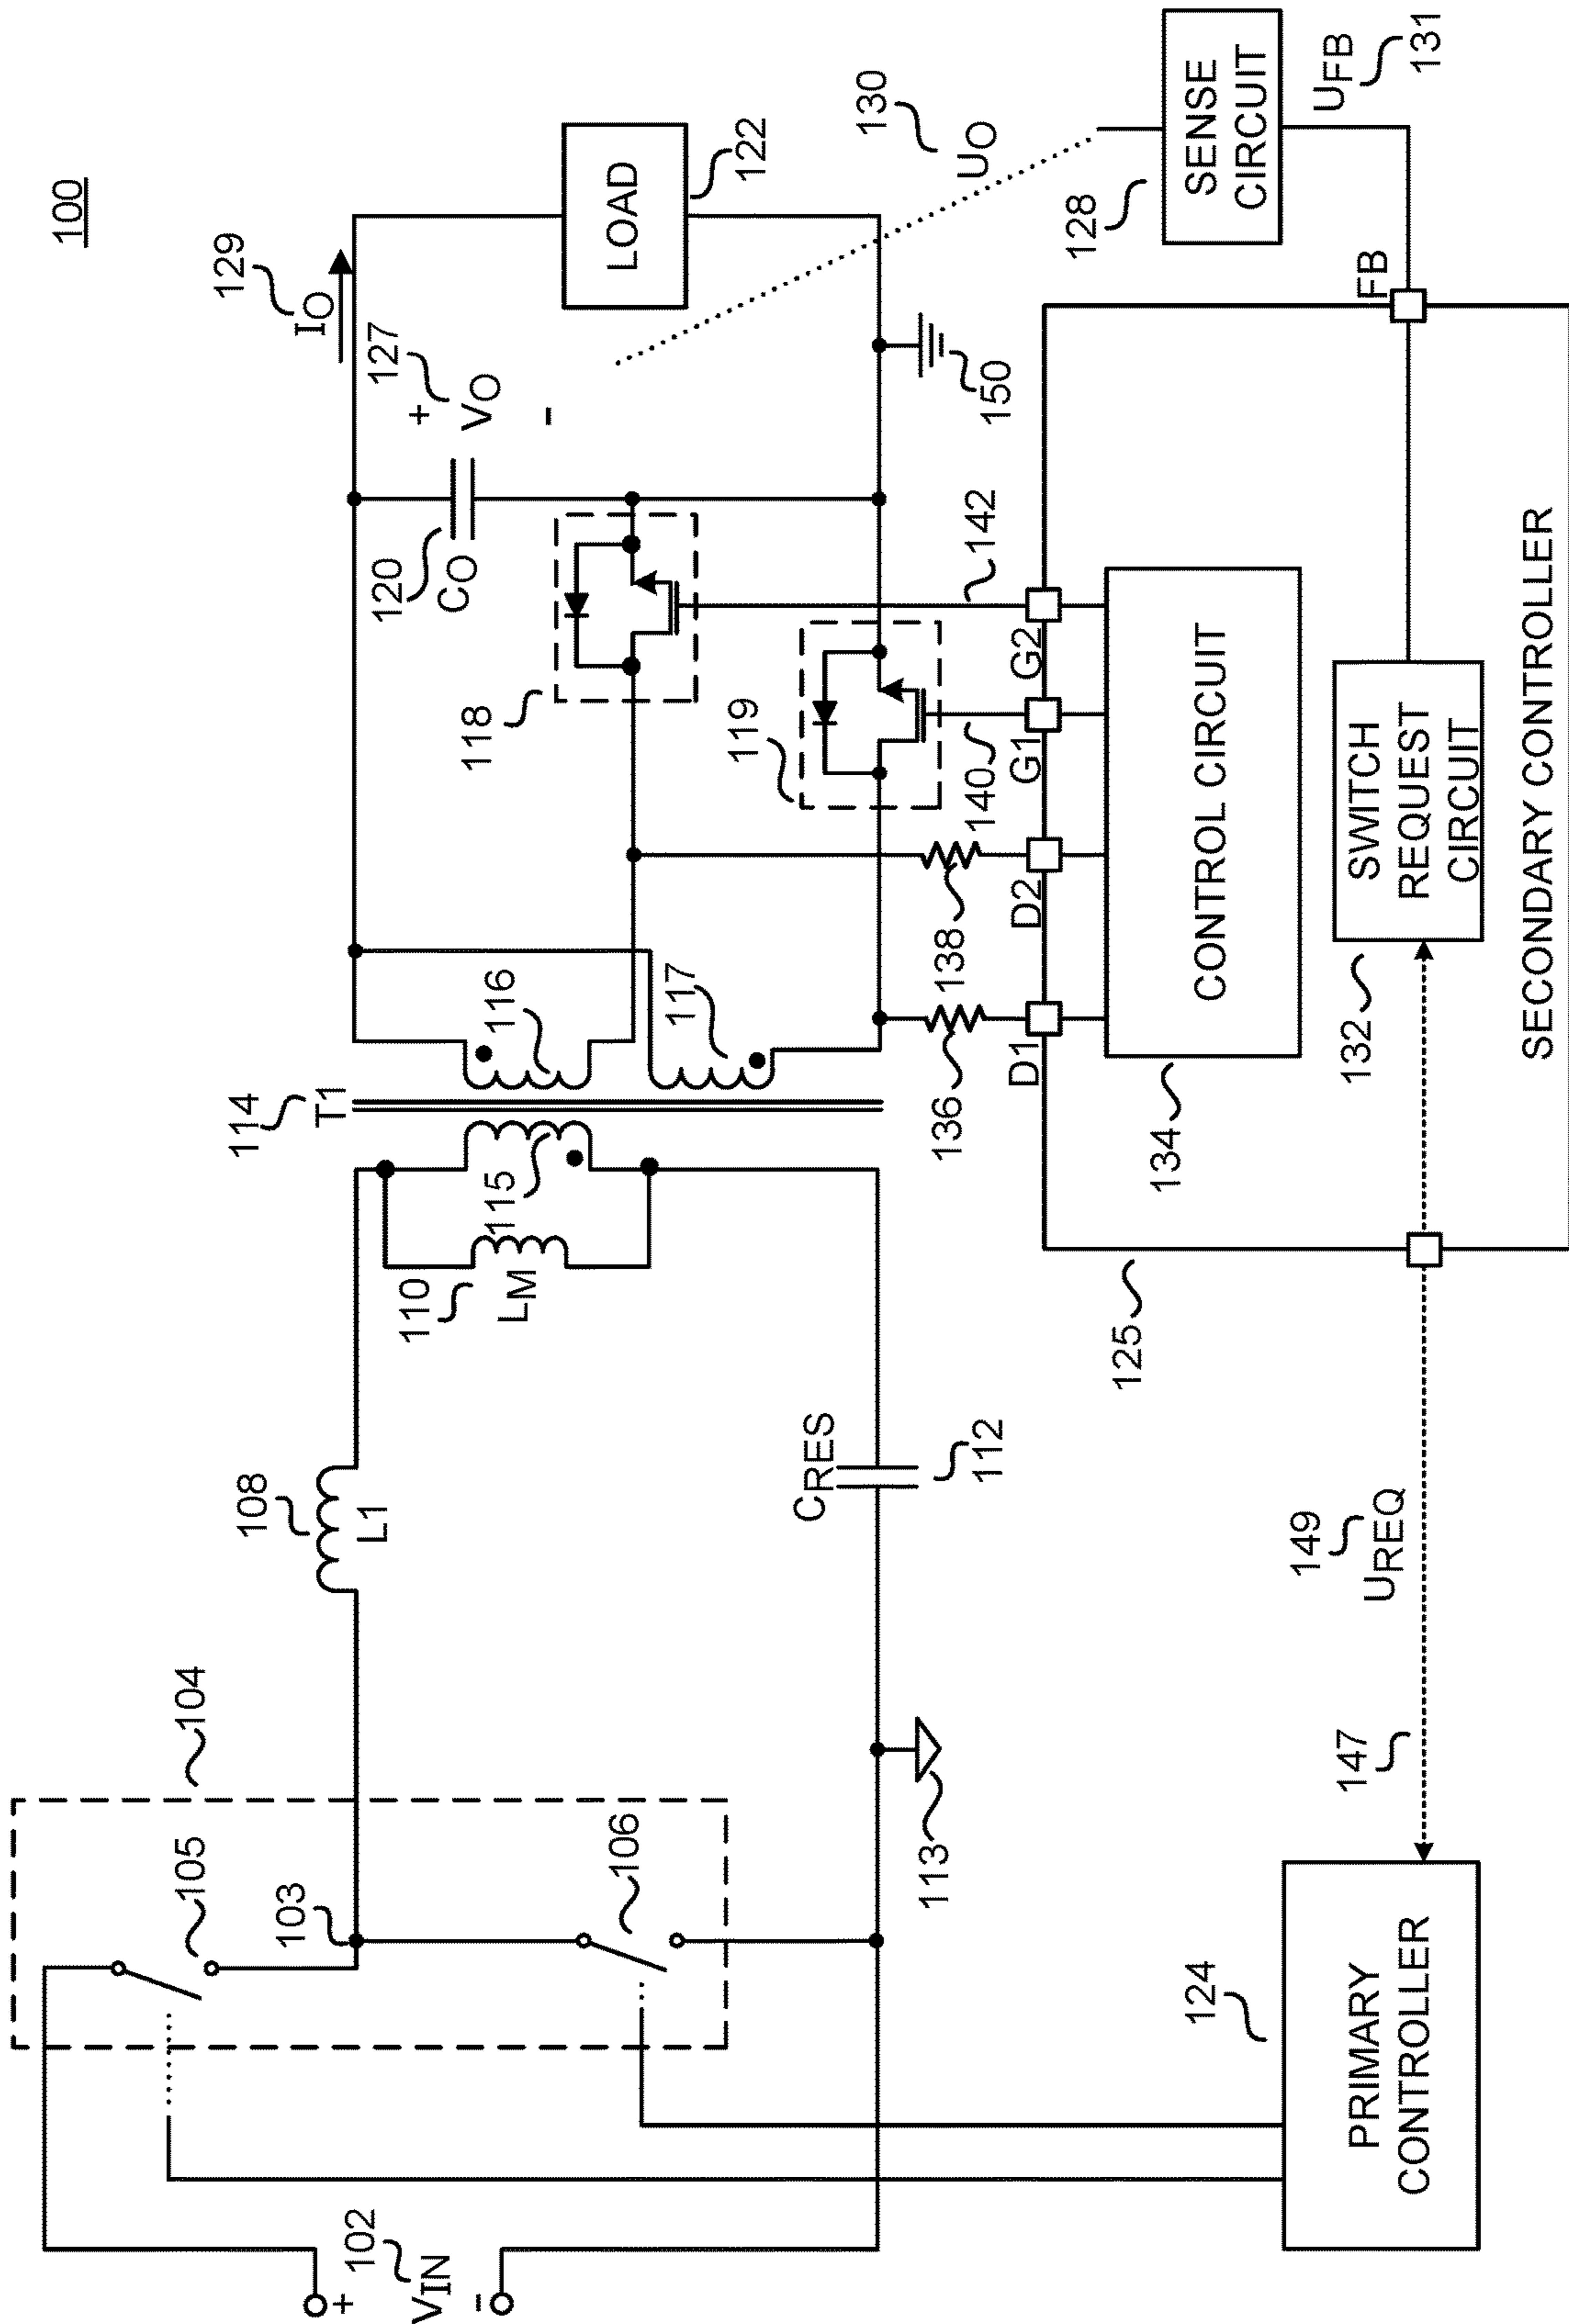 100
104
105
103
106
102
+
VIN
-
108
L1
110
LM
115
CRES
112
113
114
T1
116
117
118
119
120
CO
+
127
VO
-
129
IO
LOAD
122
130
UO
128
SENSE
CIRCUIT
UFB
131
150
142
140
138
136
D1
D2
G1
G2
FB
134
CONTROL CIRCUIT
132
SWITCH
REQUEST
CIRCUIT
SECONDARY CONTROLLER
125
149
UREQ
147
124
PRIMARY
CONTROLLER